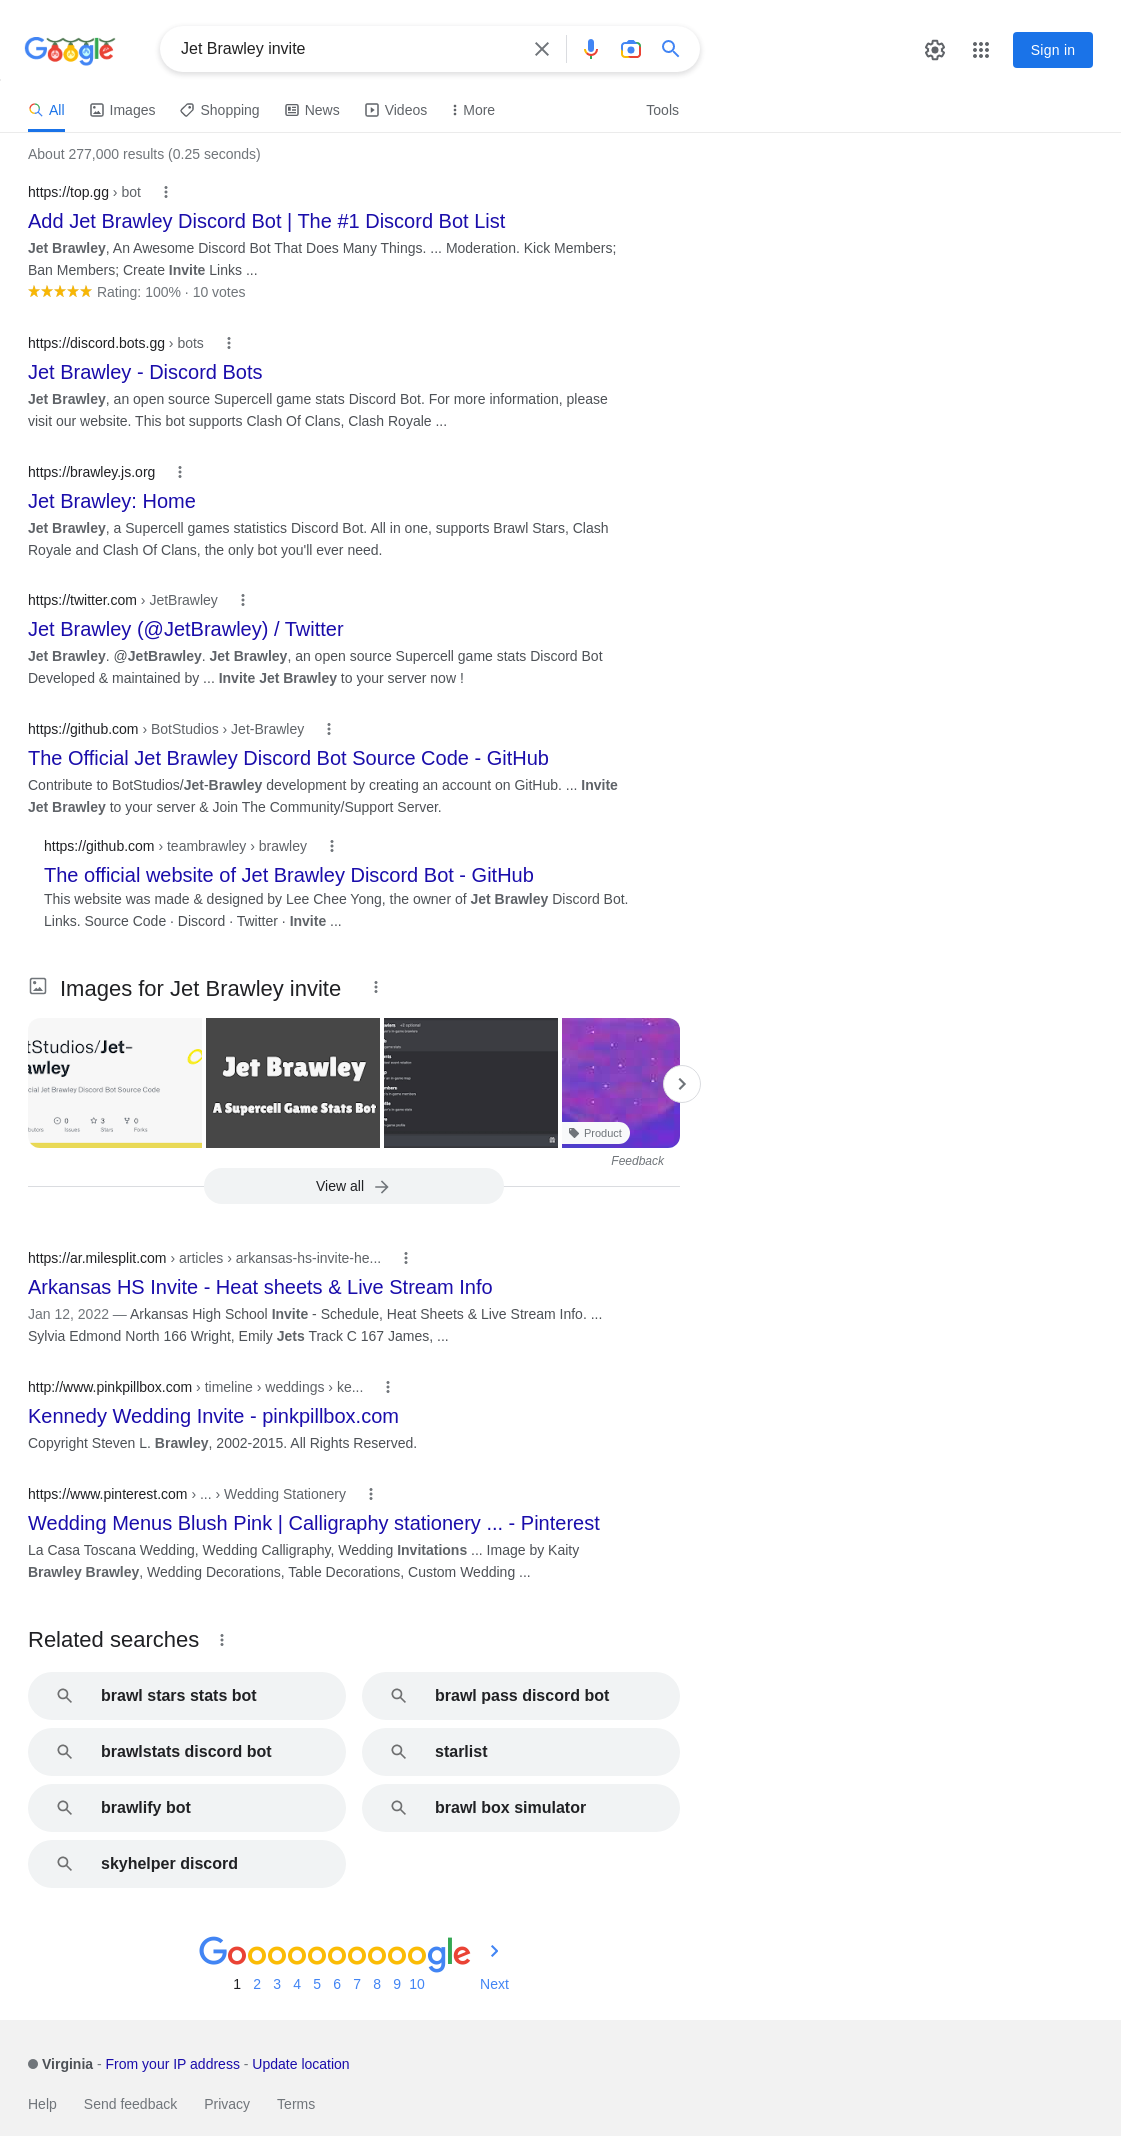 Google
Jet Brawley invite
Sign in
All
Images
Shopping
News
Videos
More
Tools
About 277,000 results (0.25 seconds)
https://top.gg › bot
Add Jet Brawley Discord Bot | The #1 Discord Bot List
Jet Brawley, An Awesome Discord Bot That Does Many Things. ... Moderation. Kick Members;
Ban Members; Create Invite Links ...
Rating: 100% · 10 votes
https://discord.bots.gg › bots
Jet Brawley - Discord Bots
Jet Brawley, an open source Supercell game stats Discord Bot. For more information, please
visit our website. This bot supports Clash Of Clans, Clash Royale ...
https://brawley.js.org
Jet Brawley: Home
Jet Brawley, a Supercell games statistics Discord Bot. All in one, supports Brawl Stars, Clash
Royale and Clash Of Clans, the only bot you'll ever need.
https://twitter.com › JetBrawley
Jet Brawley (@JetBrawley) / Twitter
Jet Brawley. @JetBrawley. Jet Brawley, an open source Supercell game stats Discord Bot
Developed & maintained by ... Invite Jet Brawley to your server now !
https://github.com › BotStudios › Jet-Brawley
The Official Jet Brawley Discord Bot Source Code - GitHub
Contribute to BotStudios/Jet-Brawley development by creating an account on GitHub. ... Invite
Jet Brawley to your server & Join The Community/Support Server.
https://github.com › teambrawley › brawley
The official website of Jet Brawley Discord Bot - GitHub
This website was made & designed by Lee Chee Yong, the owner of Jet Brawley Discord Bot.
Links. Source Code · Discord · Twitter · Invite ...
Images for Jet Brawley invite
tStudios/Jet-
awley
cial Jet Brawley Discord Bot Source Code
0
3
0
Issues
Stars
Forks
Jet Brawley
A Supercell Game Stats Bot
Product
Feedback
View all
https://ar.milesplit.com › articles › arkansas-hs-invite-he...
Arkansas HS Invite - Heat sheets & Live Stream Info
Jan 12, 2022 — Arkansas High School Invite - Schedule, Heat Sheets & Live Stream Info. ...
Sylvia Edmond North 166 Wright, Emily Jets Track C 167 James, ...
http://www.pinkpillbox.com › timeline › weddings › ke...
Kennedy Wedding Invite - pinkpillbox.com
Copyright Steven L. Brawley, 2002-2015. All Rights Reserved.
https://www.pinterest.com › ... › Wedding Stationery
Wedding Menus Blush Pink | Calligraphy stationery ... - Pinterest
La Casa Toscana Wedding, Wedding Calligraphy, Wedding Invitations ... Image by Kaity
Brawley Brawley, Wedding Decorations, Table Decorations, Custom Wedding ...
Related searches
brawl stars stats bot
brawl pass discord bot
brawlstats discord bot
starlist
brawlify bot
brawl box simulator
skyhelper discord
Goooooooooogle
1 2 3 4 5 6 7 8 9 10 Next
Virginia - From your IP address - Update location
Help Send feedback Privacy Terms